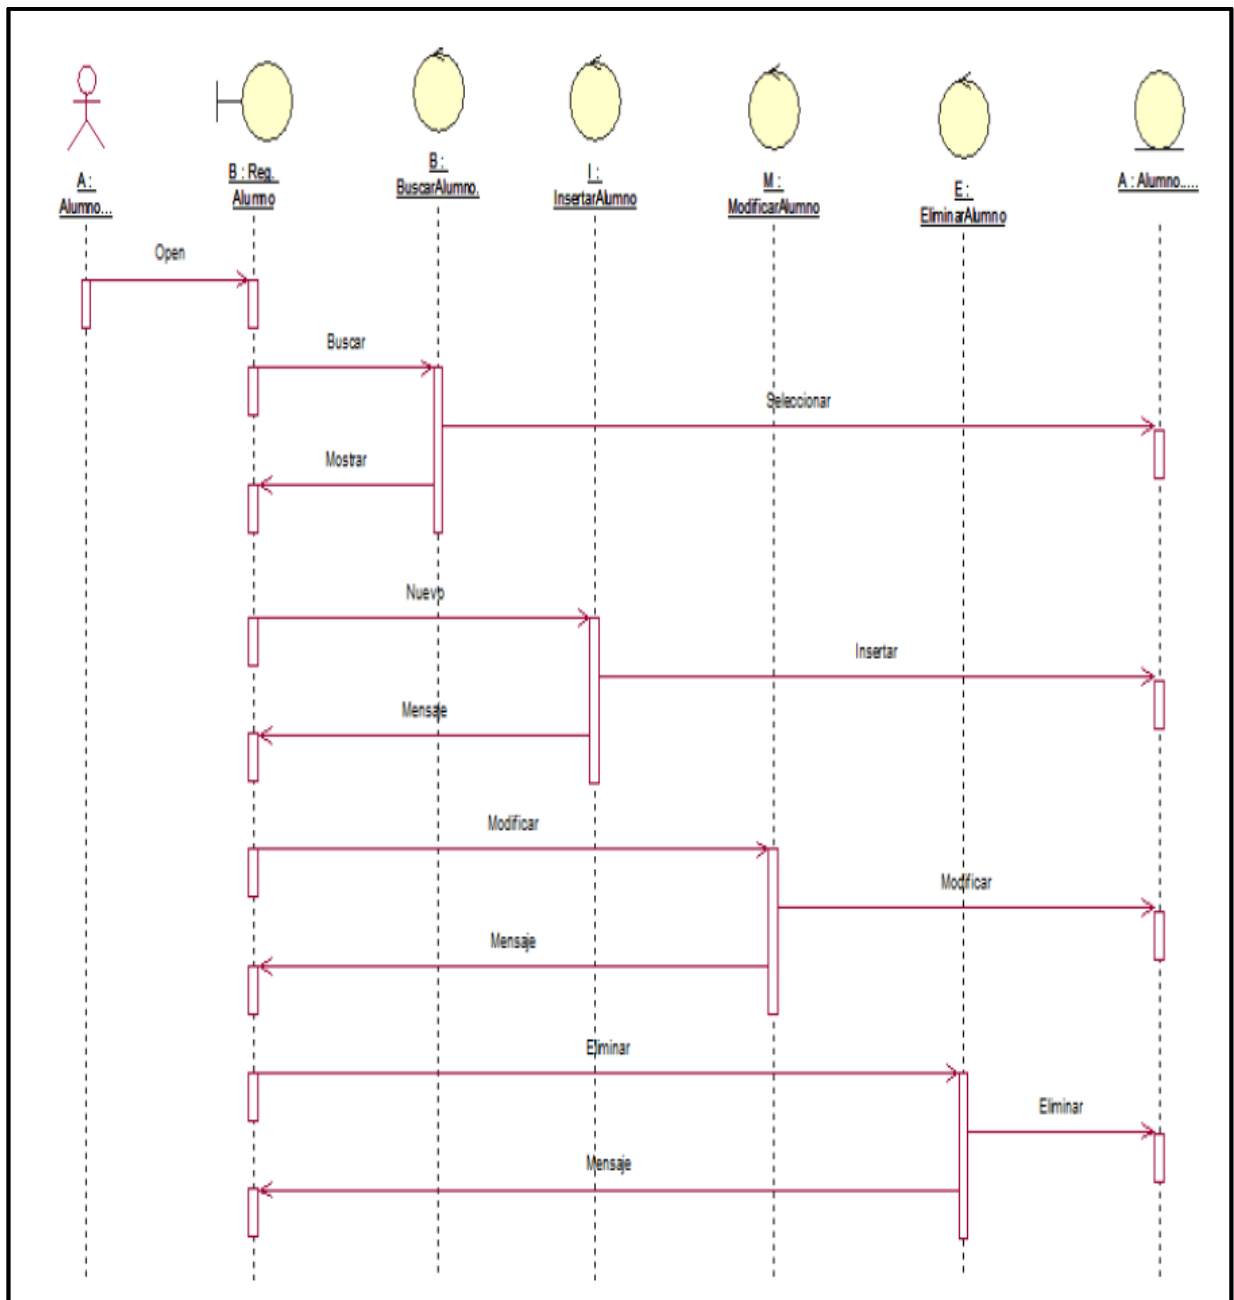 A :
Alumno...
B : Reg.
Alumno
B :
BuscarAlumno.
I :
InsertarAlumno
M :
ModificarAlumno
E :
EliminarAlumno
A : Alumno.....
Open
Buscar
Seleccionar
Mostrar
Nuevo
Insertar
Mensaje
Modificar
Modificar
Mensaje
Eliminar
Eliminar
Mensaje